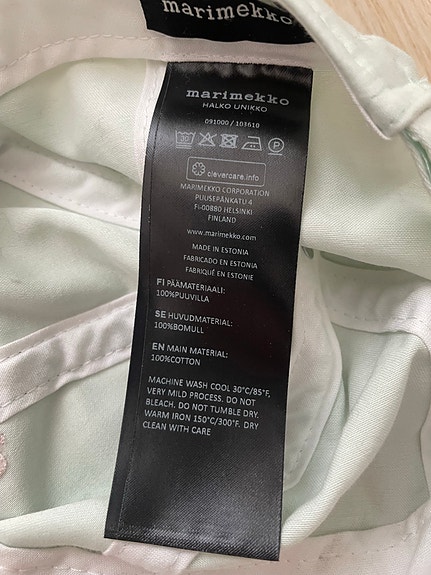 marimekko
marimekko
HALKO UNIKKO
091000 / 103610
30°
P
clevercare.info
MARIMEKKO CORPORATION
PUUSEPÄNKATU 4
FI-00880 HELSINKI
FINLAND
www.marimekko.com
MADE IN ESTONIA
FABRICADO EN ESTONIA
FABRIQUÉ EN ESTONIE
FI PÄÄMATERIAALI:
100%PUUVILLA
SE HUVUDMATERIAL:
100%BOMULL
EN MAIN MATERIAL:
100%COTTON
MACHINE WASH COOL 30°C/85°F,
VERY MILD PROCESS. DO NOT
BLEACH. DO NOT TUMBLE DRY.
WARM IRON 150°C/300°F. DRY
CLEAN WITH CARE